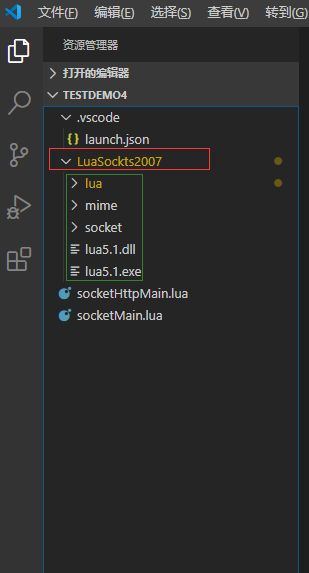 文件(F) 编辑(E) 选择(S) 查看(V) 转到(G)
资源管理器
打开的编辑器
TESTDEMO4
.vscode
{ } launch.json
LuaSockts2007
lua
mime
socket
lua5.1.dll
lua5.1.exe
socketHttpMain.lua
socketMain.lua